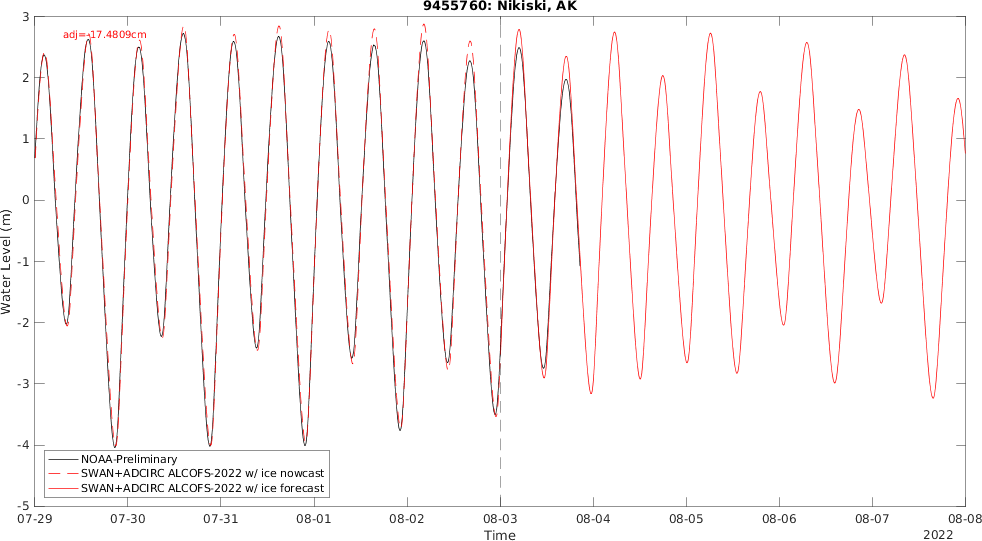 9455760: Nikiski, AK
adj=-17.4809cm
Water Level (m)
3
2
1
0
-1
-2
-3
-4
-5
NOAA-Preliminary
SWAN+ADCIRC ALCOFS-2022 w/ ice nowcast
SWAN+ADCIRC ALCOFS-2022 w/ ice forecast
07-29 07-30 07-31 08-01 08-02 08-03 08-04 08-05 08-06 08-07 08-08
Time
2022